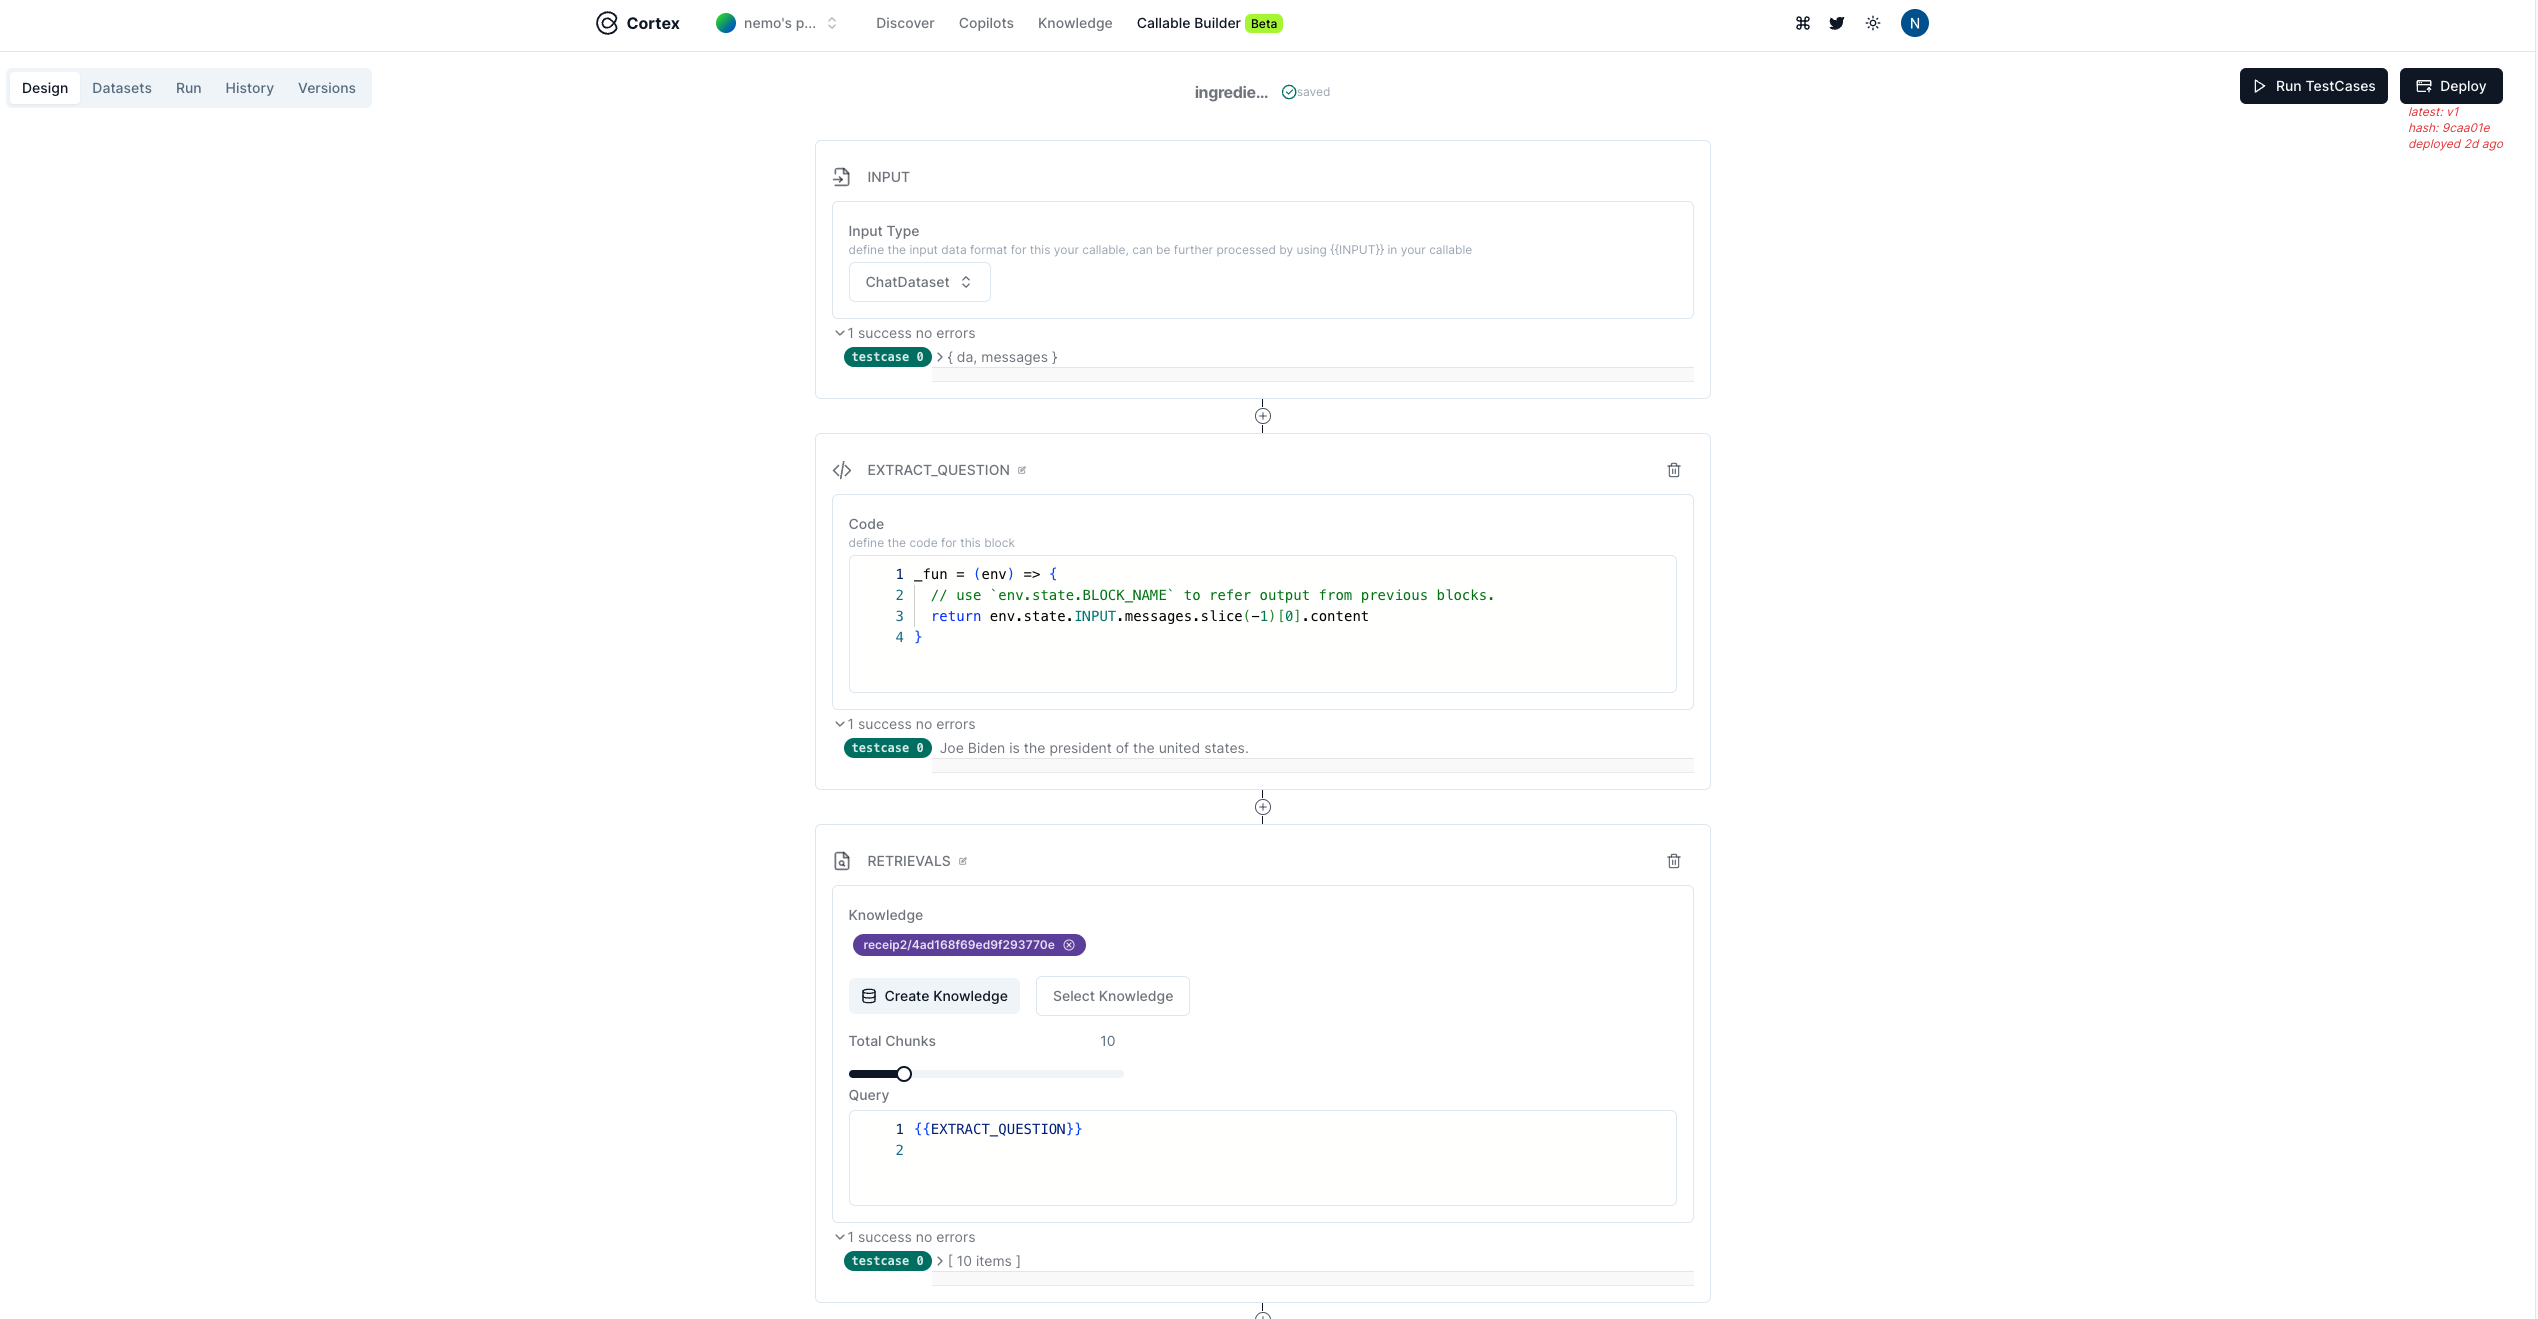 Cortex
nemo's p...
Discover
Copilots
Knowledge
Callable Builder Beta
N
Design
Datasets
Run
History
Versions
ingredie...
saved
Run TestCases
Deploy
latest: v1
hash: 9caa01e
deployed 2d ago
INPUT
Input Type
define the input data format for this your callable, can be further processed by using {{INPUT}} in your callable
ChatDataset
1 success no errors
testcase 0 { da, messages }
EXTRACT_QUESTION
Code
define the code for this block
1 _fun = (env) => {
2 // use `env.state.BLOCK_NAME` to refer output from previous blocks.
3 return env.state.INPUT.messages.slice(-1)[0].content
4 }
1 success no errors
testcase 0 Joe Biden is the president of the united states.
RETRIEVALS
Knowledge
receip2/4ad168f69ed9f293770e
Create Knowledge
Select Knowledge
Total Chunks 10
Query
1 {{EXTRACT_QUESTION}}
2
1 success no errors
testcase 0 [ 10 items ]